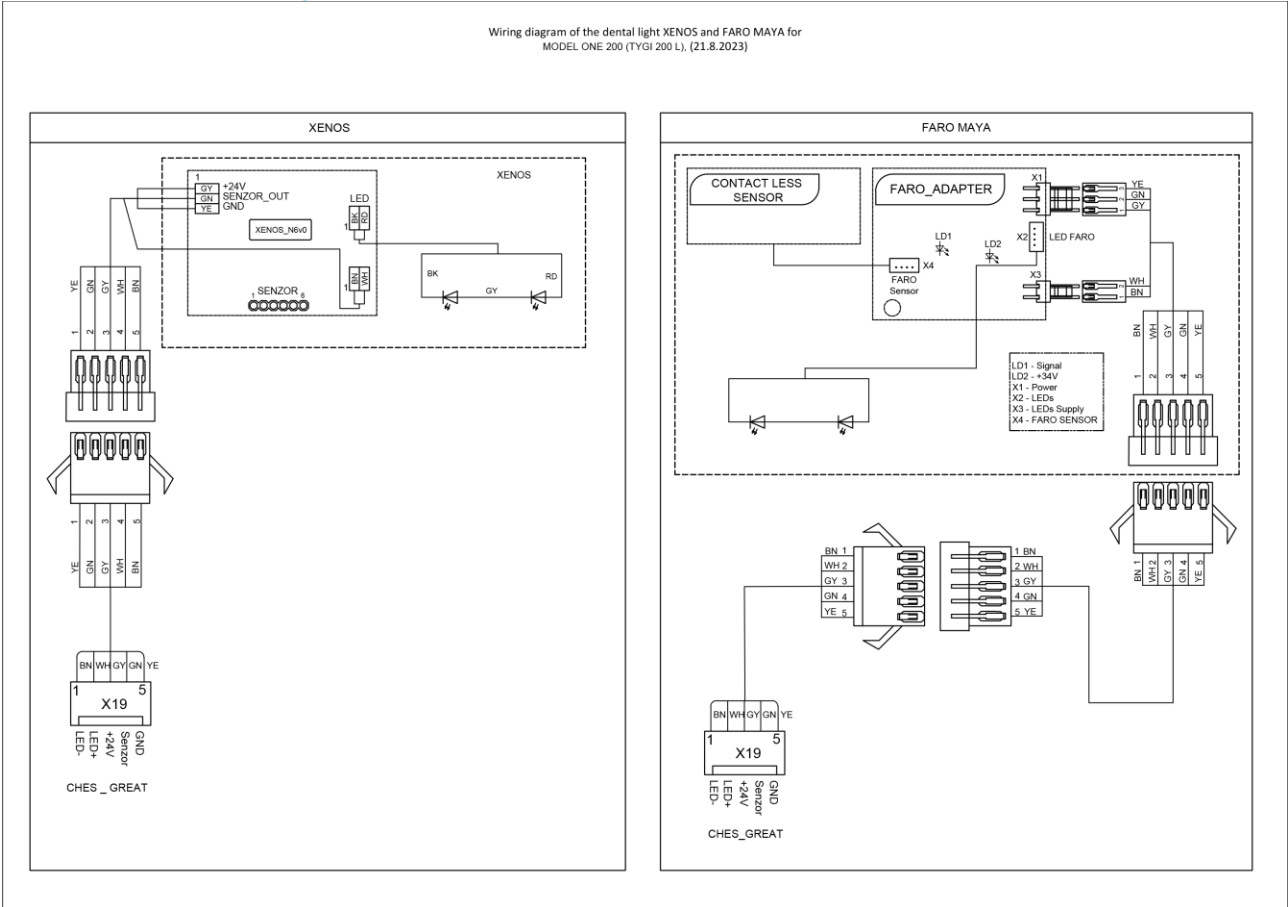 Wiring diagram of the dental light XENOS and FARO MAYA for
MODEL ONE 200 (TYGI 200 L), (21.8.2023)
XENOS
XENOS
1
GY +24V
GN SENZOR_OUT
YE GND
XENOS_N6v0
LED
1 BK RD
1 BN WH
SENZOR
1 6
BK GY RD
YE GN GY WH BN
1 2 3 4 5
1 2 3 4 5
YE GN GY WH BN
BN WH GY GN YE
1 5
X19
LED- LED+ +24V Senzor GND
CHES _ GREAT
FARO MAYA
CONTACT LESS
SENSOR
FARO_ADAPTER
X1
3 YE
2 GN
1 GY
LD1
LD2
X2 LED FARO
X4
FARO
Sensor
X3
2 WH
1 BN
LD1 - Signal
LD2 - +34V
X1 - Power
X2 - LEDs
X3 - LEDs Supply
X4 - FARO SENSOR
BN WH GY GN YE
1 2 3 4 5
BN 1 WH 2 GY 3 GN 4 YE 5
BN 1
WH 2
GY 3
GN 4
YE 5
1 BN
2 WH
3 GY
4 GN
5 YE
BN WH GY GN YE
1 5
X19
LED- LED+ +24V Senzor GND
CHES_GREAT